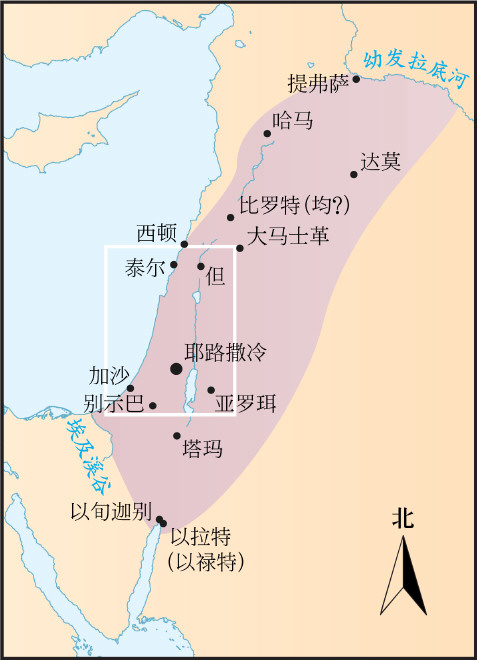 幼发拉底河
提弗萨
哈马
达莫
比罗特(均?)
西顿
大马士革
泰尔
但
耶路撒冷
加沙
别示巴
亚罗珥
埃及溪谷
塔玛
以旬迦别
北
以拉特
(以禄特)